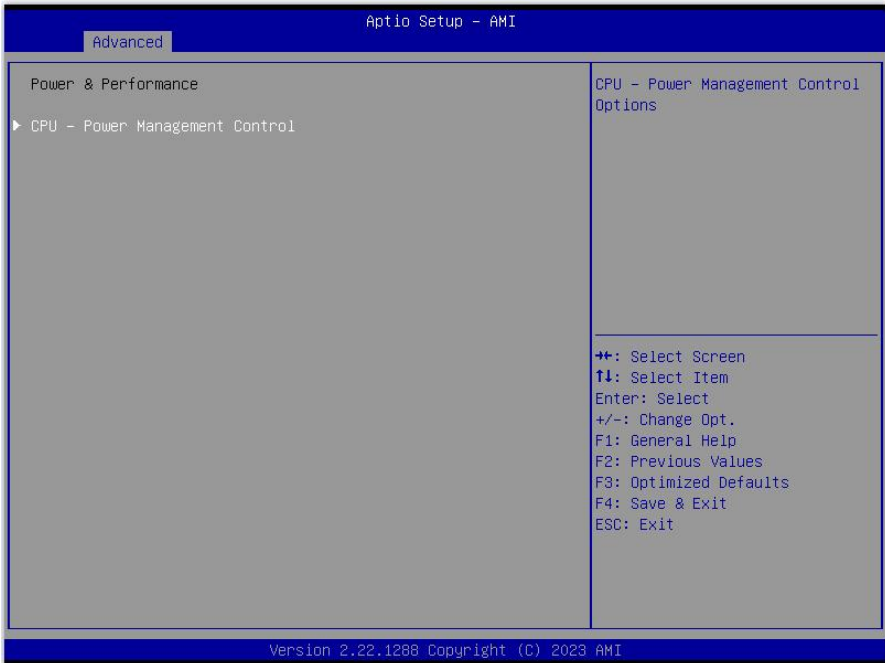 Aptio Setup – AMI
Advanced
Power & Performance
▶ CPU – Power Management Control
CPU – Power Management Control
Options
→←: Select Screen
↑↓: Select Item
Enter: Select
+/-: Change Opt.
F1: General Help
F2: Previous Values
F3: Optimized Defaults
F4: Save & Exit
ESC: Exit
Version 2.22.1288 Copyright (C) 2023 AMI